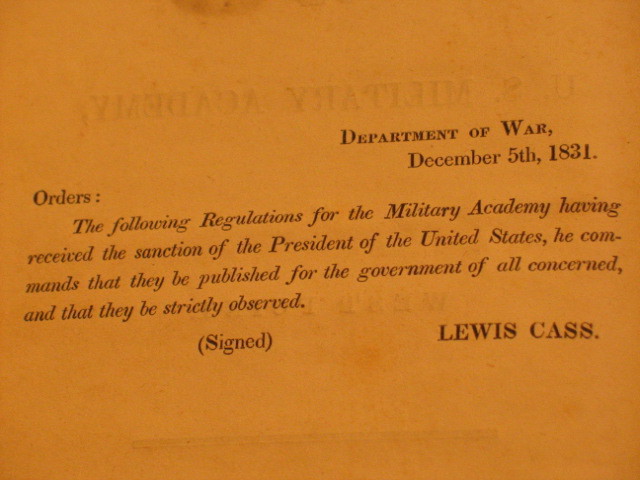 DEPARTMENT OF WAR,
December 5th, 1831.
Orders:
The following Regulations for the Military Academy having
received the sanction of the President of the United States, he com-
mands that they be published for the government of all concerned,
and that they be strictly observed.
(Signed) LEWIS CASS.